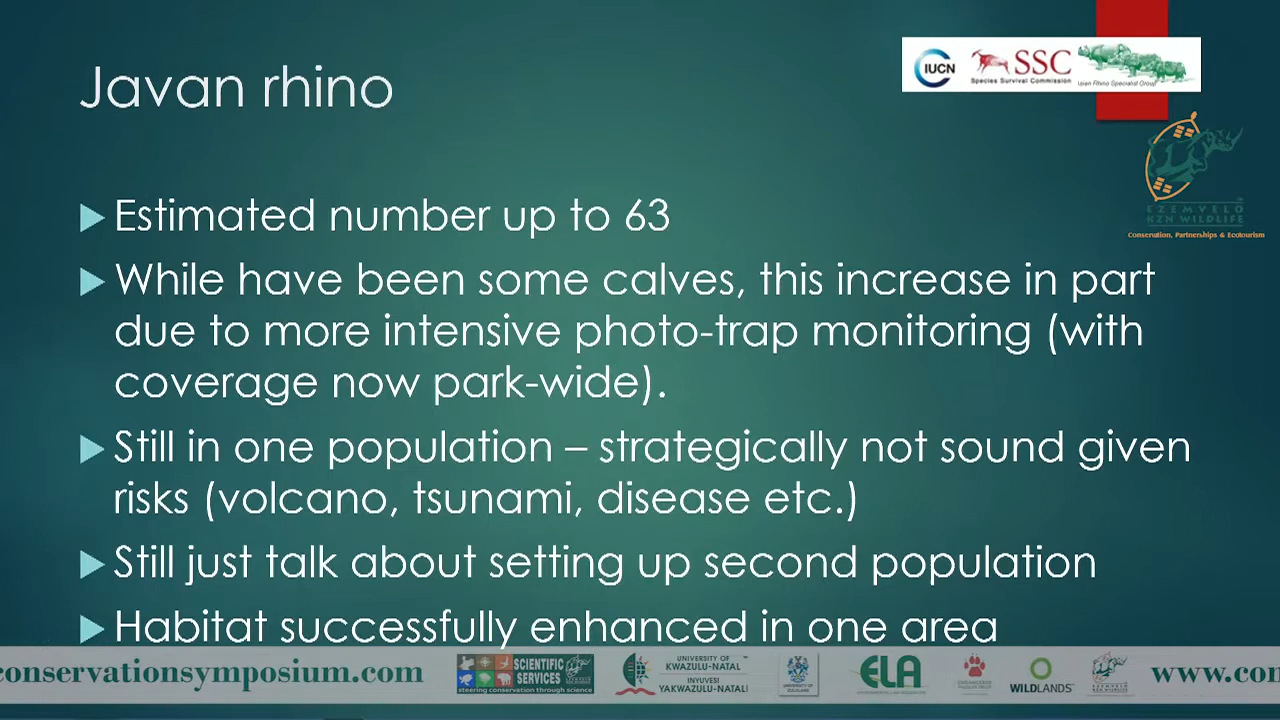 Javan rhino
IUCN
SSC
Species Survival Commission
EZEMVELO
KZN WILDLIFE
Conservation, Partnerships & Ecotourism
Estimated number up to 63
While have been some calves, this increase in part
due to more intensive photo-trap monitoring (with
coverage now park-wide).
Still in one population – strategically not sound given
risks (volcano, tsunami, disease etc.)
Still just talk about setting up second population
Habitat successfully enhanced in one area
conservationsymposium.com
SCIENTIFIC
SERVICES
steering conservation through science
UNIVERSITY OF
KWAZULU-NATAL
INYUVESI
YAKWAZULU-NATALI
ELA
WILDLANDS
www.con